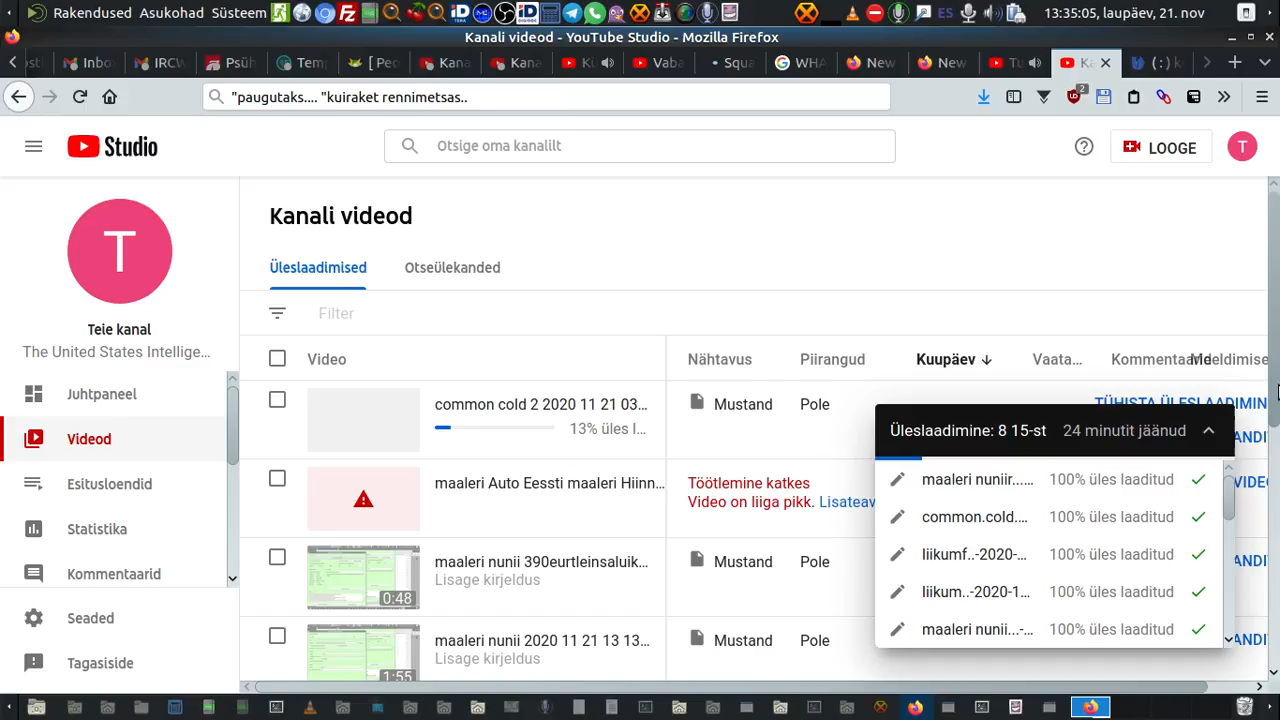 Rakendused Asukohad Süsteem
ES
13:35:05, laupäev, 21. nov
Kanali videod - YouTube Studio - Mozilla Firefox
Inbo
IRCW
Psüh
Temp
[ Pe
Kana
Kana
Vaba
Squa
WHA
New
New
Tu
Ka
( : ) k
"paugutaks.... "kuiraket rennimetsas..
2
Studio
Otsige oma kanalilt
LOOGE
T
T
Teie kanal
The United States Intellige...
Juhtpaneel
Videod
Esitusloendid
Statistika
Kommentaarid
Seaded
Tagasiside
Kanali videod
Üleslaadimised
Otseülekanded
Filter
Video
Nähtavus
Piirangud
Kuupäev
Vaata...
common cold 2 2020 11 21 03...
13% üles l...
Mustand
Pole
TÜHISTA ÜLESLAADIMIN
maaleri Auto Eessti maaleri Hiinn...
Töötlemine katkes
Video on liiga pikk. Lisateav
maaleri nunii 390eurtleinsaluik...
Lisage kirjeldus
0:48
Mustand
Pole
maaleri nunii 2020 11 21 13 13...
Lisage kirjeldus
1:55
Mustand
Pole
Üleslaadimine: 8 15-st
24 minutit jäänud
maaleri nuniir...... 100% üles laaditud
common.cold.... 100% üles laaditud
liikumf..-2020-... 100% üles laaditud
liikum..-2020-1... 100% üles laaditud
maaleri nunii...-... 100% üles laaditud